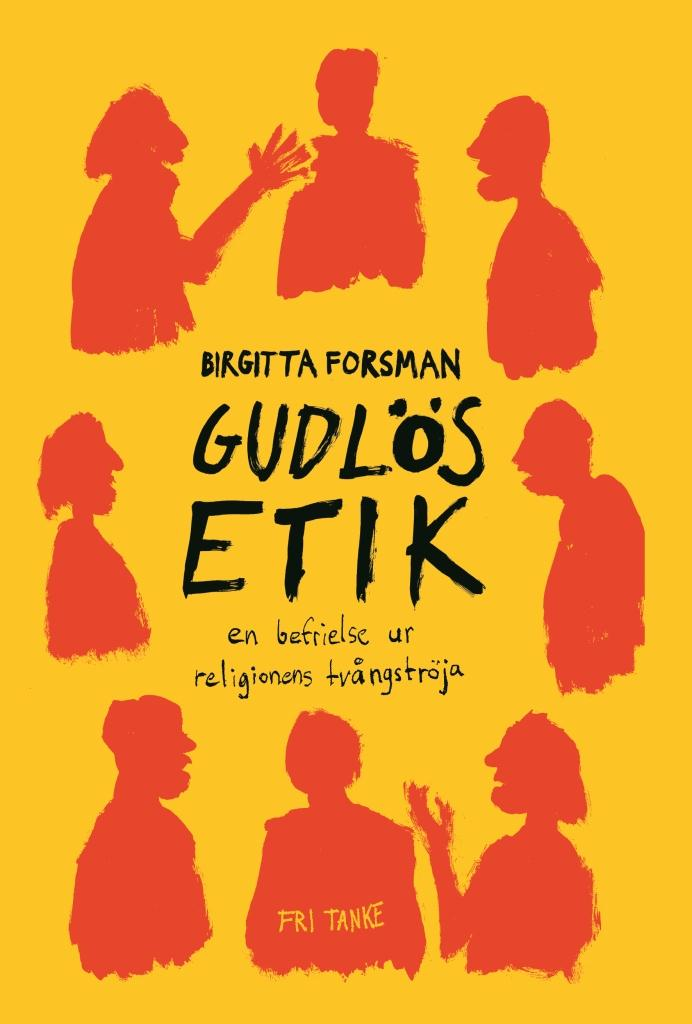 BIRGITTA FORSMAN
GUDLÖS
ETIK
en befrielse ur
religionens tvångströja
FRI TANKE